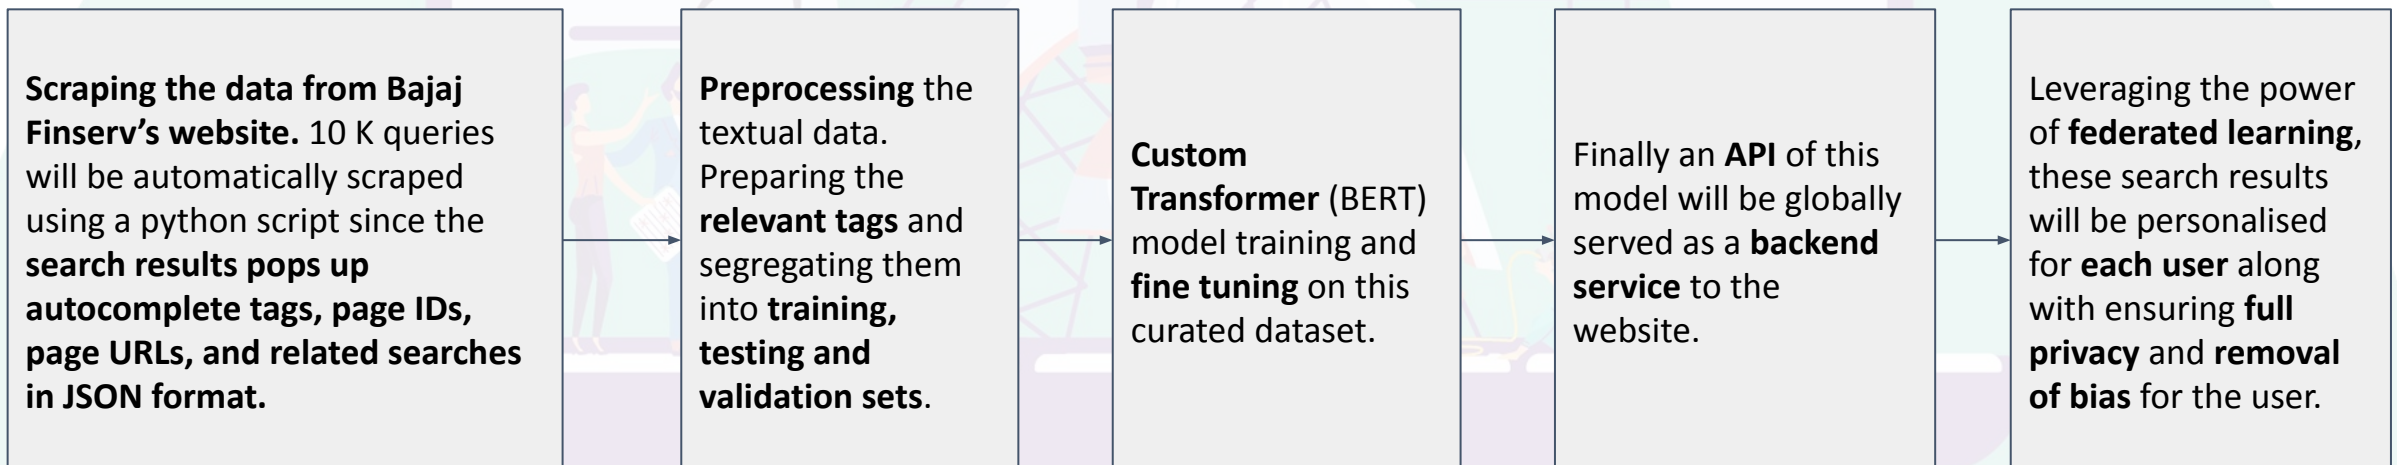 Scraping the data from Bajaj
Finserv’s website. 10 K queries
will be automatically scraped
using a python script since the
search results pops up
autocomplete tags, page IDs,
page URLs, and related searches
in JSON format.
Preprocessing the
textual data.
Preparing the
relevant tags and
segregating them
into training,
testing and
validation sets.
Custom
Transformer (BERT)
model training and
fine tuning on this
curated dataset.
Finally an API of this
model will be globally
served as a backend
service to the
website.
Leveraging the power
of federated learning,
these search results
will be personalised
for each user along
with ensuring full
privacy and removal
of bias for the user.